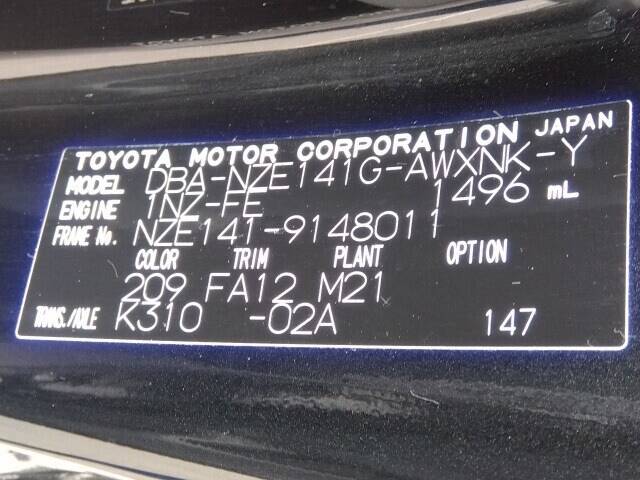 TOYOTA MOTOR CORPORATION JAPAN
MODEL DBA-NZE141G-AWXNK-Y
ENGINE 1NZ-FE 1496 mL
FRAME No. NZE141-9148011
COLOR TRIM PLANT OPTION
209 FA12 M21
TRANS./AXLE K310 -02A 147